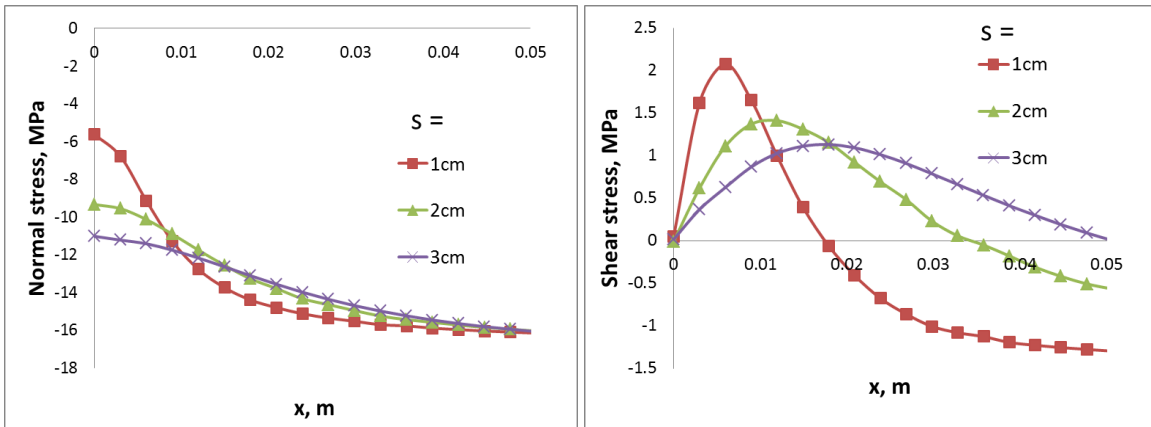 0
0 0.01 0.02 0.03 0.04 0.05
-2
-4
-6
-8
-10
-12
-14
-16
-18
Normal stress, MPa
s =
1cm
2cm
3cm
x, m
2.5
2
1.5
1
0.5
0
-0.5
-1
-1.5
0 0.01 0.02 0.03 0.04 0.05
Shear stress, MPa
s =
1cm
2cm
3cm
x, m